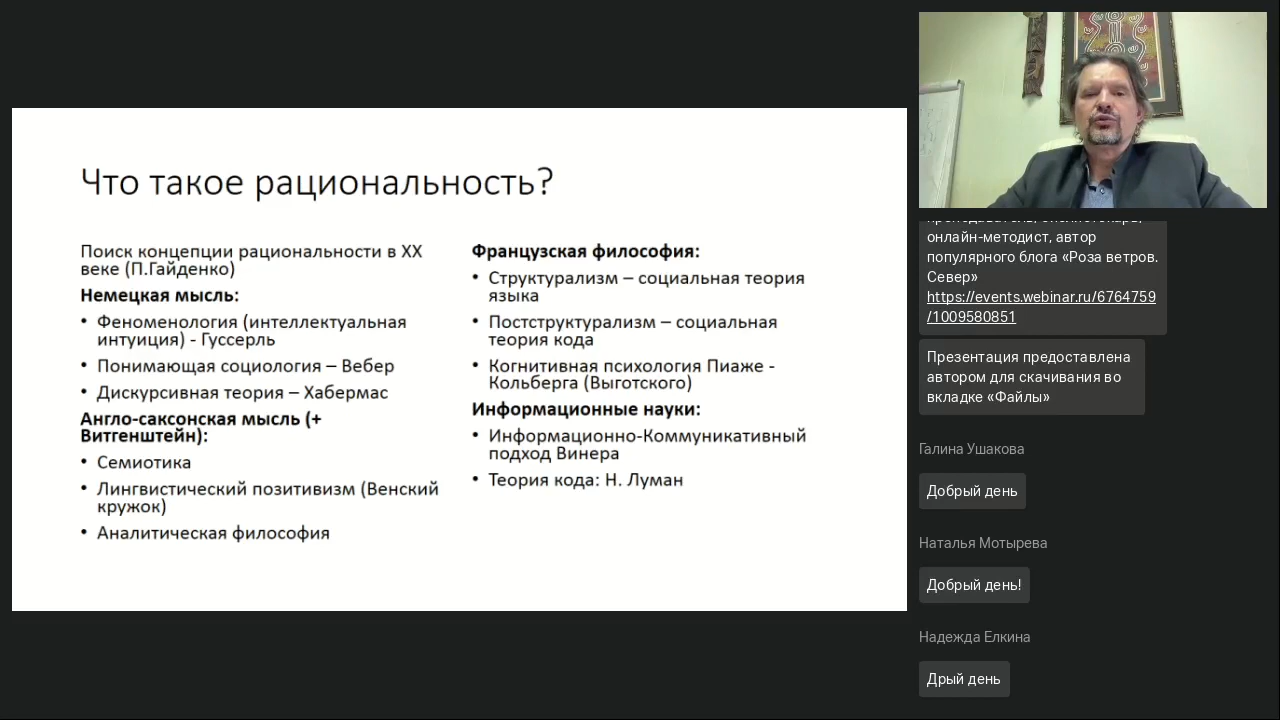 Что такое рациональность?
Поиск концепции рациональности в XX
веке (П.Гайденко)
Немецкая мысль:
• Феноменология (интеллектуальная
интуиция) - Гуссерль
• Понимающая социология – Вебер
• Дискурсивная теория – Хабермас
Англо-саксонская мысль (+
Витгенштейн):
• Семиотика
• Лингвистический позитивизм (Венский
кружок)
• Аналитическая философия
Французская философия:
• Структурализм – социальная теория
языка
• Постструктурализм – социальная
теория кода
• Когнитивная психология Пиаже -
Кольберга (Выготского)
Информационные науки:
• Информационно-Коммуникативный
подход Винера
• Теория кода: Н. Луман
онлайн-методист, автор
популярного блога «Роза ветров.
Север»
https://events.webinar.ru/6764759
/1009580851
Презентация предоставлена
автором для скачивания во
вкладке «Файлы»
Галина Ушакова
Добрый день
Наталья Мотырева
Добрый день!
Надежда Елкина
Дрый день